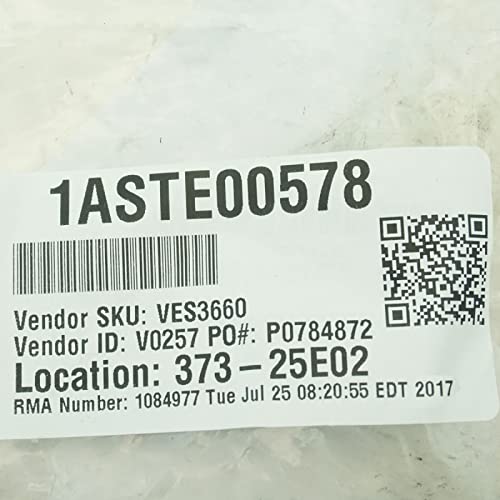 1ASTE00578
Vendor SKU: VES3660
Vendor ID: V0257 PO#: P0784872
Location: 373-25E02
RMA Number: 1084977 Tue Jul 25 08:20:55 EDT 2017